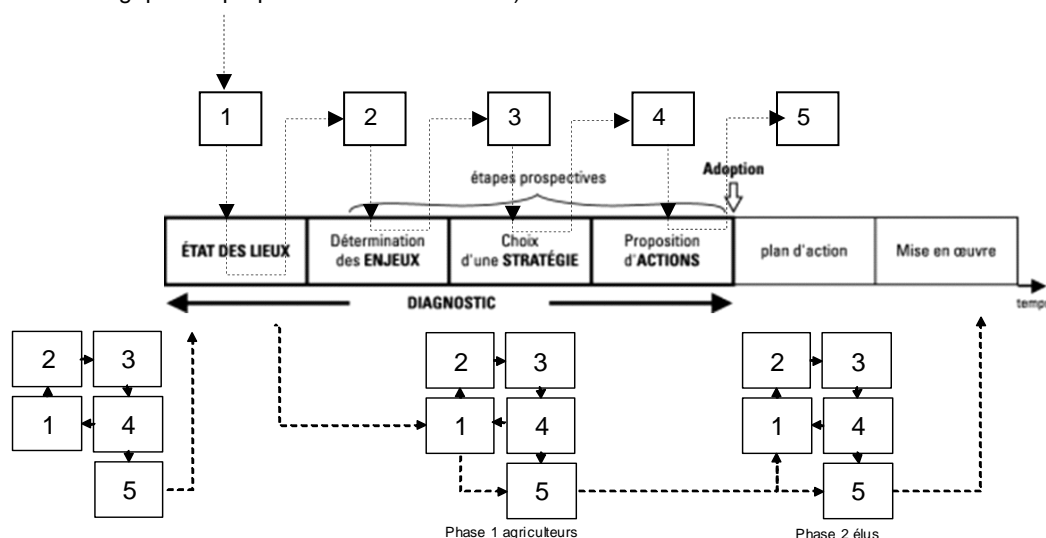 1
2
3
4
5
Adoption
étapes prospectives
ÉTAT DES LIEUX
Détermination
des ENJEUX
Choix
d'une STRATÉGIE
Proposition
d'ACTIONS
plan d'action
Mise en œuvre
DIAGNOSTIC
2 3
1 4
5
2 3
1 4
5
Phase 1 agriculteurs
2 3
1 4
5
Phase 2 élus